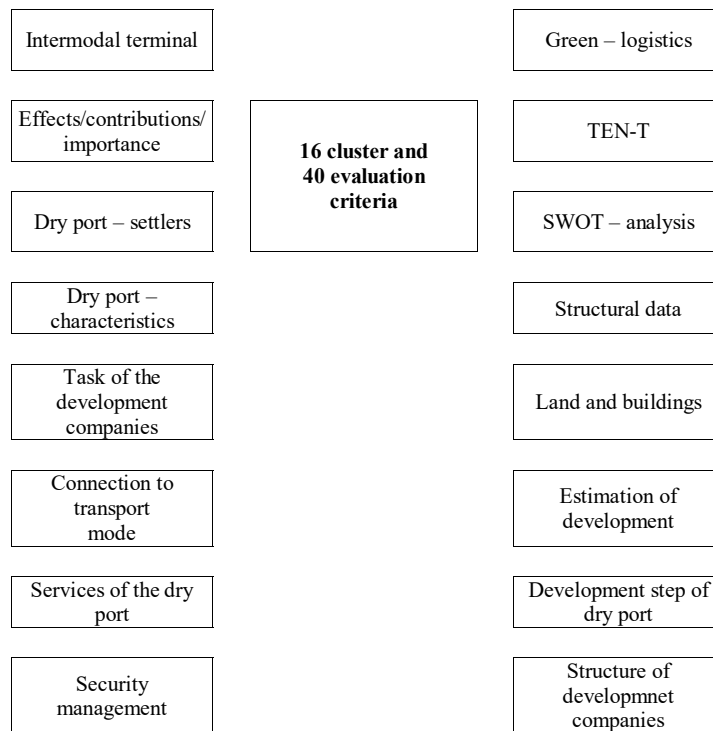 Intermodal terminal
Green – logistics
Effects/contributions/
importance
16 cluster and
40 evaluation
criteria
TEN-T
Dry port – settlers
SWOT – analysis
Dry port –
characteristics
Structural data
Task of the
development
companies
Land and buildings
Connection to
transport
mode
Estimation of
development
Services of the dry
port
Development step of
dry port
Security
management
Structure of
developmnet
companies